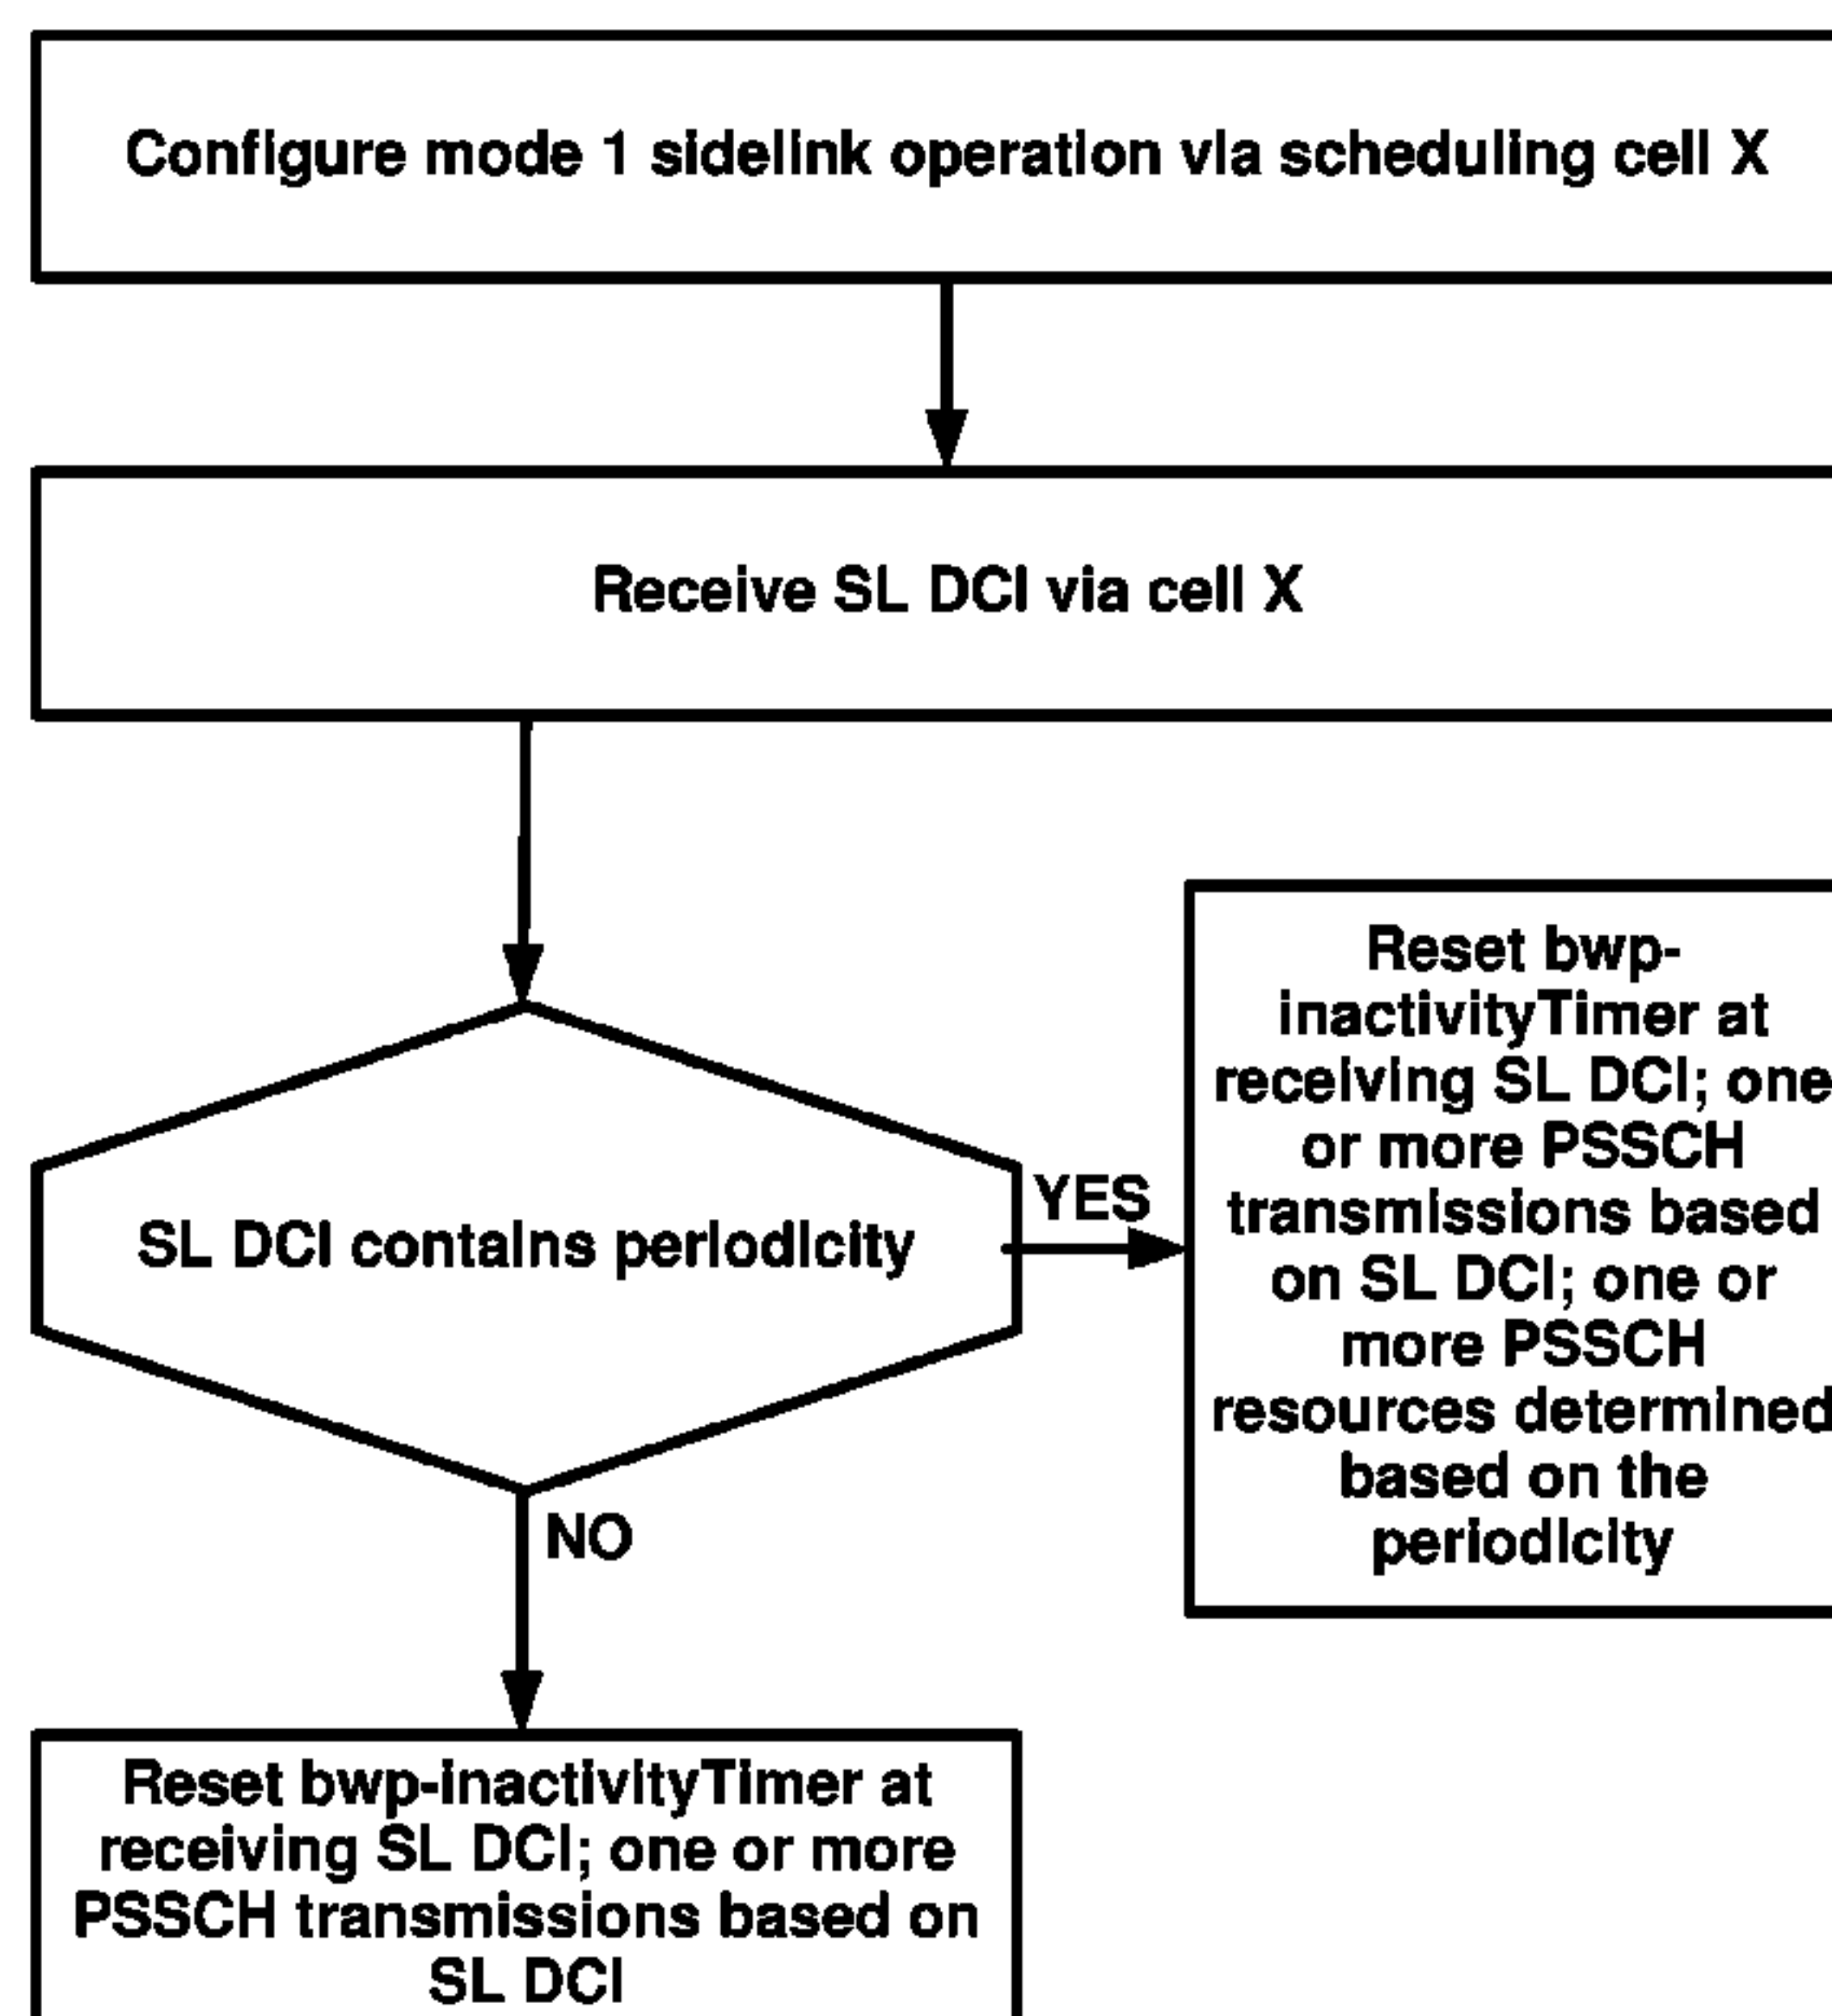 Configure mode 1 sidelink operation via scheduling cell X
Receive SL DCI via cell X
SL DCI contains periodicity
YES
Reset bwp-
inactivityTimer at
receiving SL DCI; one
or more PSSCH
transmissions based
on SL DCI; one or
more PSSCH
resources determined
based on the
periodicity
NO
Reset bwp-inactivityTimer at
receiving SL DCI; one or more
PSSCH transmissions based on
SL DCI